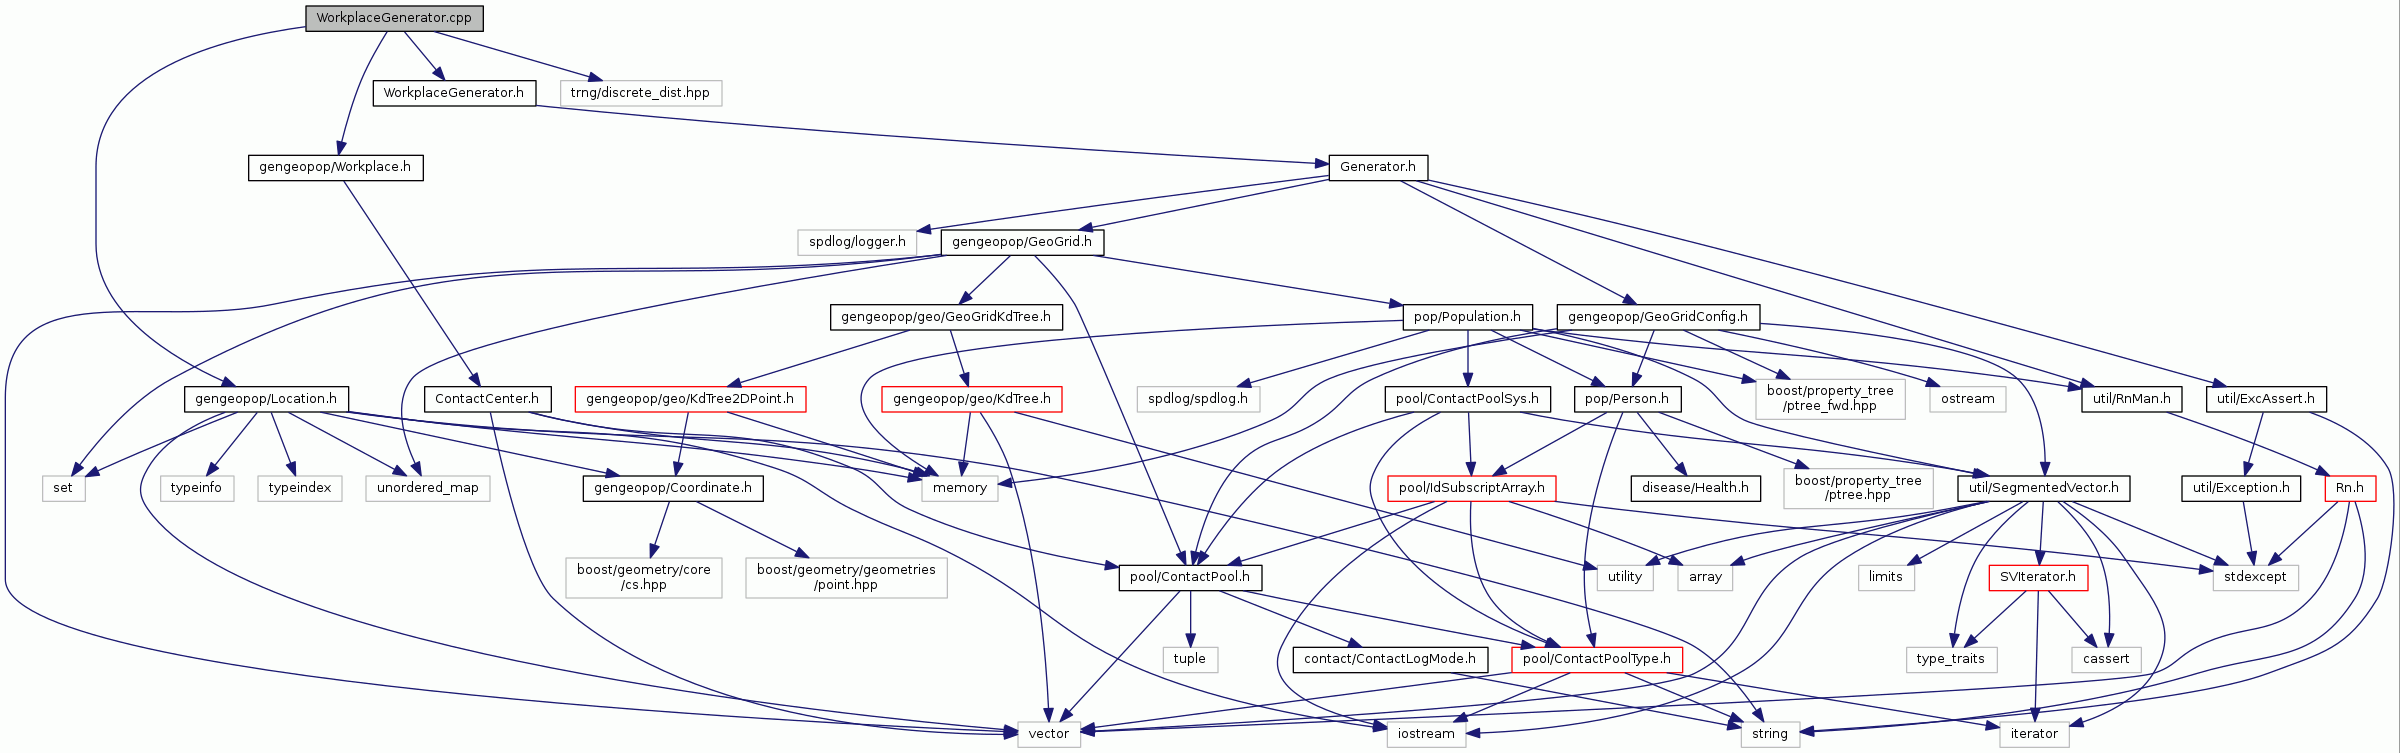 WorkplaceGenerator.cpp
WorkplaceGenerator.h
trng/discrete_dist.hpp
gengeopop/Workplace.h
Generator.h
spdlog/logger.h
gengeopop/GeoGrid.h
gengeopop/geo/GeoGridKdTree.h
pop/Population.h
gengeopop/GeoGridConfig.h
gengeopop/Location.h
ContactCenter.h
gengeopop/geo/KdTree2DPoint.h
gengeopop/geo/KdTree.h
spdlog/spdlog.h
pool/ContactPoolSys.h
pop/Person.h
boost/property_tree
/ptree_fwd.hpp
ostream
util/RnMan.h
util/ExcAssert.h
set
typeinfo
typeindex
unordered_map
gengeopop/Coordinate.h
memory
pool/IdSubscriptArray.h
disease/Health.h
boost/property_tree
/ptree.hpp
util/SegmentedVector.h
util/Exception.h
Rn.h
boost/geometry/core
/cs.hpp
boost/geometry/geometries
/point.hpp
pool/ContactPool.h
utility
array
limits
SVIterator.h
stdexcept
tuple
contact/ContactLogMode.h
pool/ContactPoolType.h
type_traits
cassert
vector
iostream
string
iterator